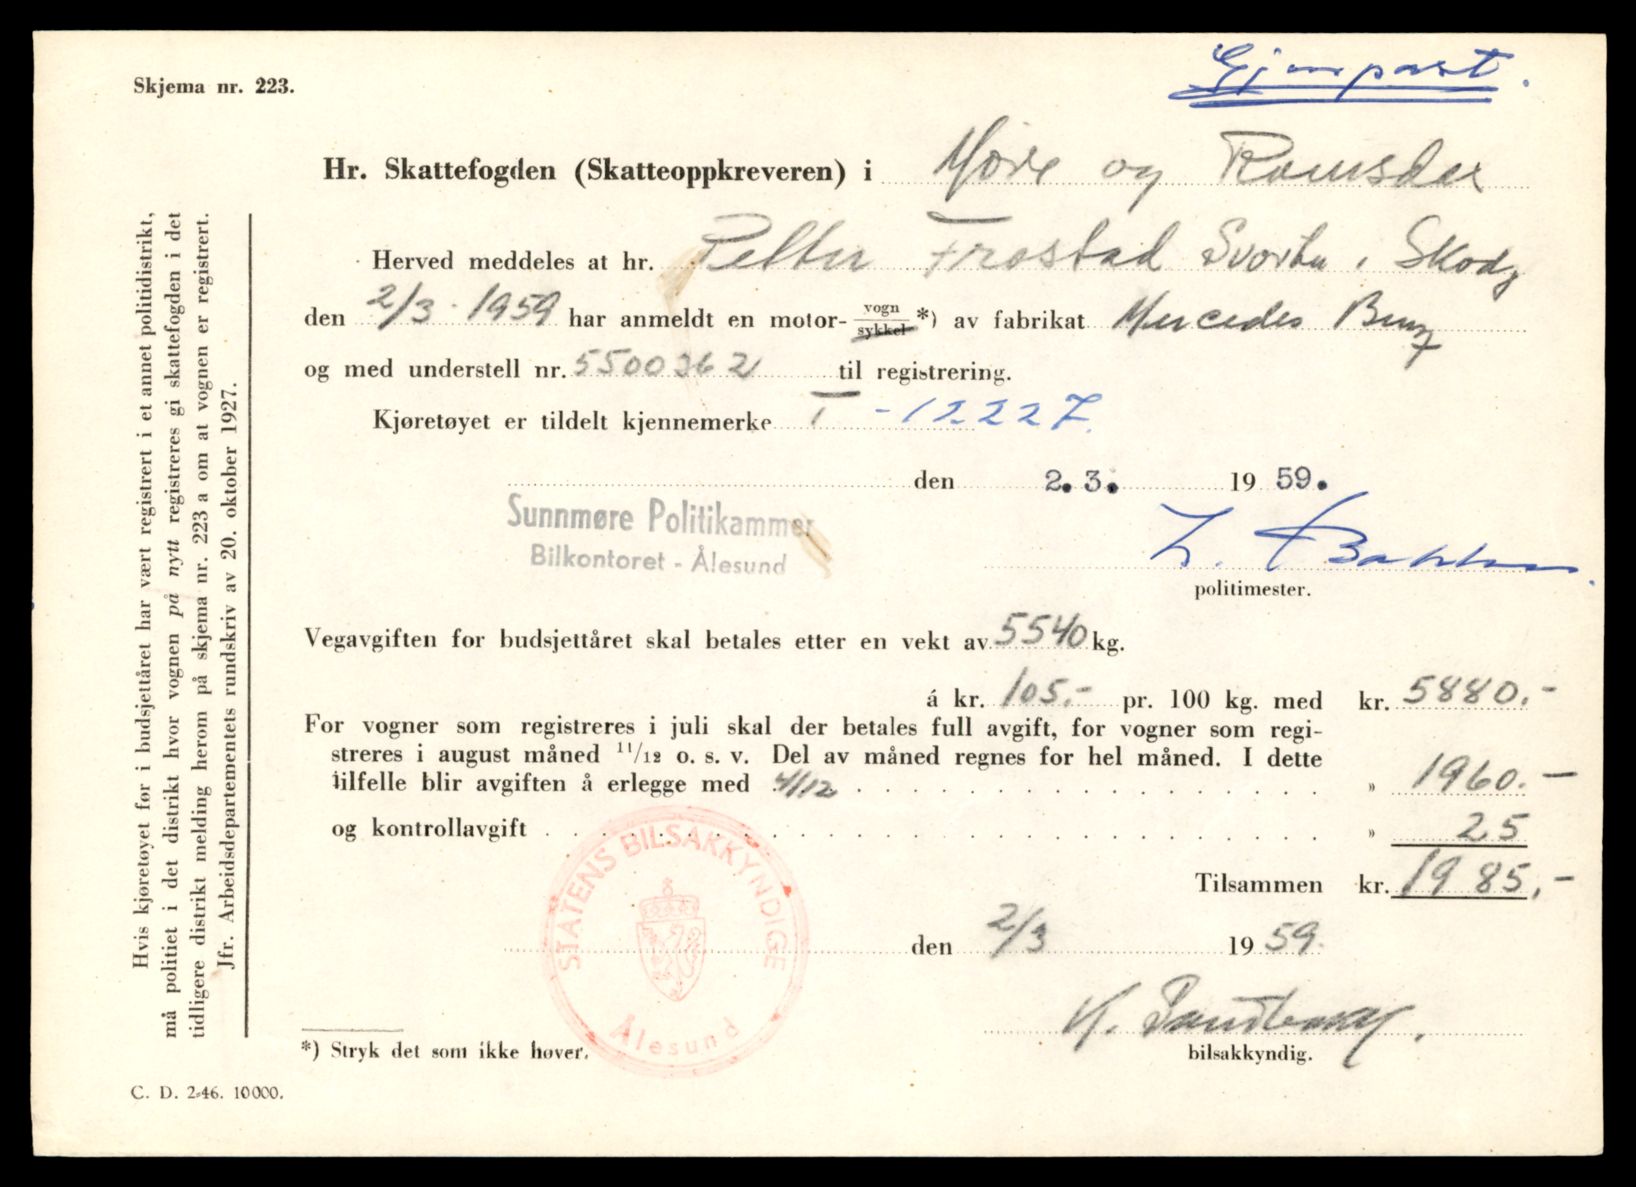 Gjenpart.
Skjema nr. 223.
Hr. Skattefogden (Skatteoppkreveren) i Møre og Romsdal
Herved meddeles at hr. Petter Frostad Svorta i Skodje
den 2/3 - 1959 har anmeldt en motor- vogn/sykkel *) av fabrikat Mercedes Benz
og med understell nr. 5500362 til registrering.
Kjøretøyet er tildelt kjennemerke T - 12227.
den 2.3. 1959.
Sunnmøre Politikammer
Bilkontoret - Ålesund
politimester.
Vegavgiften for budsjettåret skal betales etter en vekt av 5540 kg.
á kr. 105.- pr. 100 kg. med kr. 5880.-
For vogner som registreres i juli skal der betales full avgift, for vogner som regi-
streres i august måned 11/12 o. s. v. Del av måned regnes for hel måned. I dette
tilfelle blir avgiften å erlegge med 4/12 . . . » 1960.-
og kontrollavgift . . . » 25
Tilsammen kr. 1985,-
den 2/3 1959.
STATENS BILSAKKYNDIGE
Ålesund
bilsakkyndig.
*) Stryk det som ikke høver.
C. D. 2-46. 10000.
Hvis kjøretøyet før i budsjettåret har vært registrert i et annet politidistrikt,
må politiet i det distrikt hvor vognen på nytt registreres gi skattefogden i det
tidligere distrikt melding herom på skjema nr. 223 a om at vognen er registrert.
Jfr. Arbeidsdepartementets rundskriv av 20. oktober 1927.